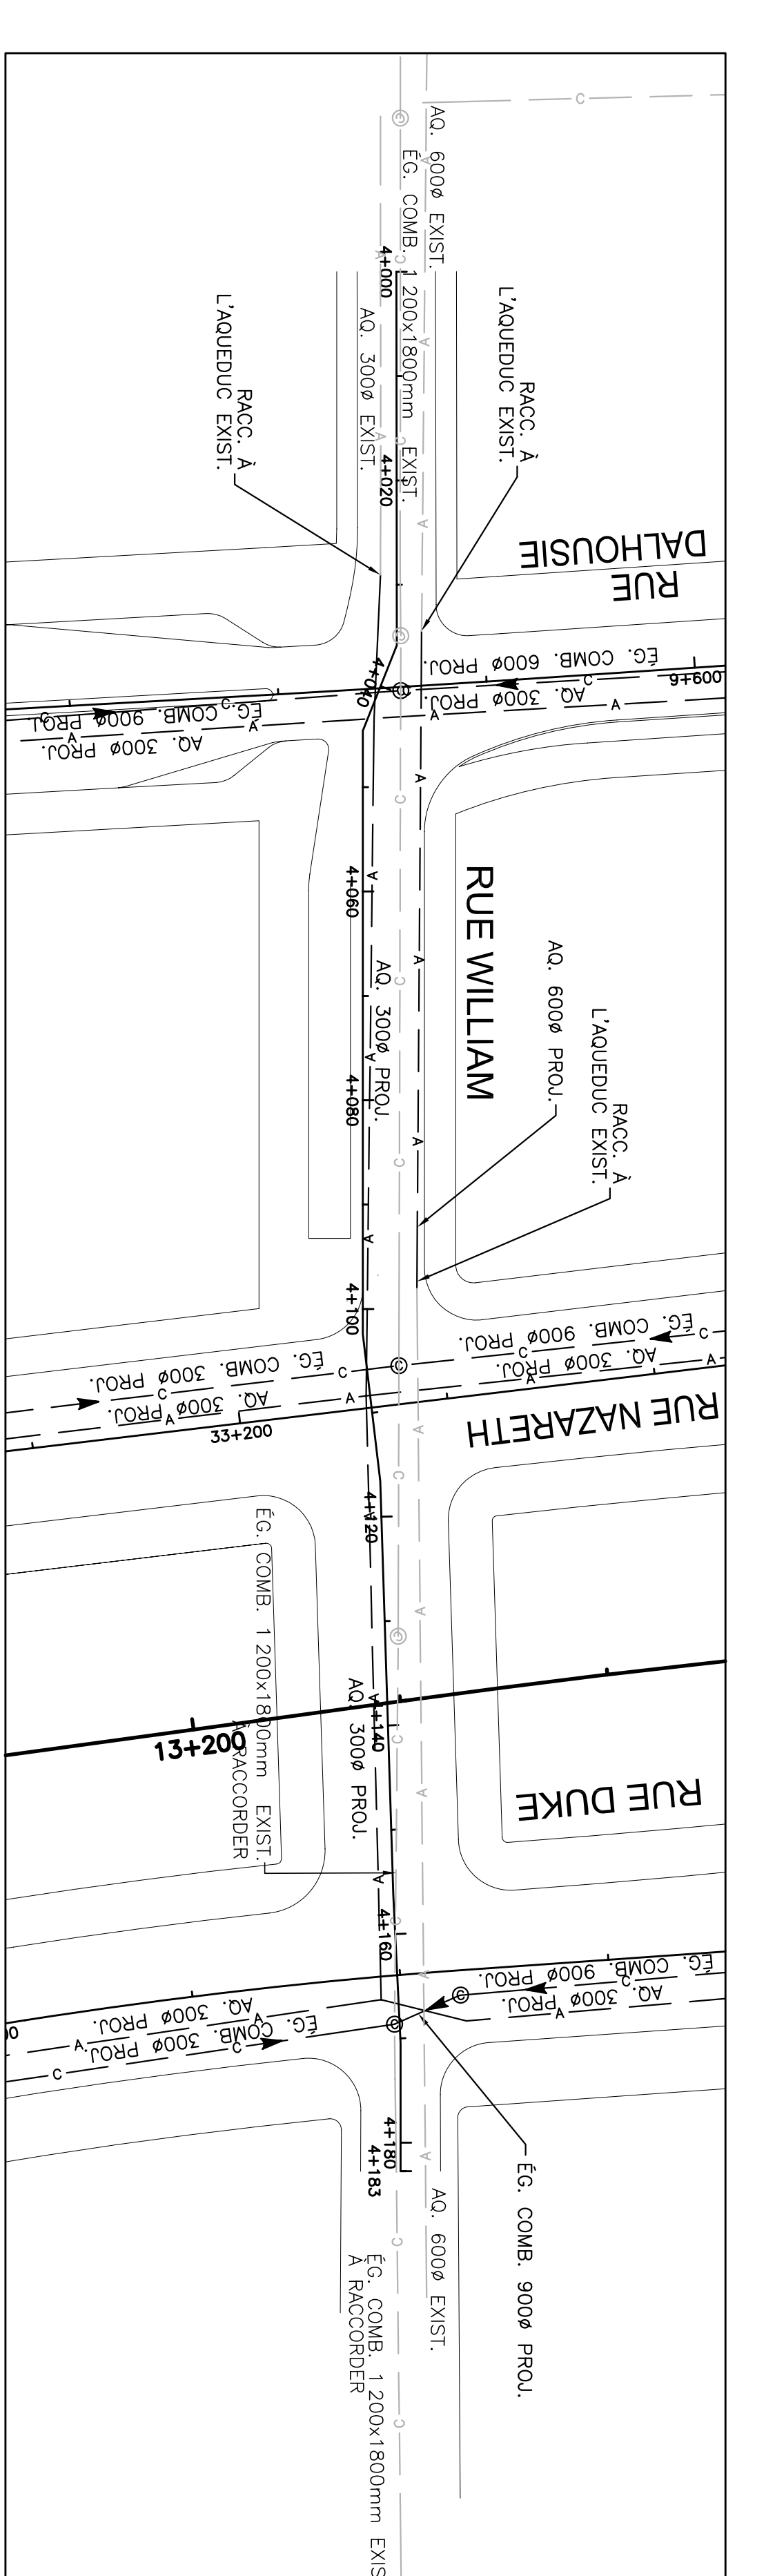 AQ. 600ø EXIST.
ÉG. COMB. 1 200x1800mm EXIST.
4+000
AQ. 300ø EXIST.
RACC. À
L'AQUEDUC EXIST.
RACC. À
L'AQUEDUC EXIST.
4+020
RUE
DALHOUSIE
ÉG. COMB. 600ø PROJ.
AQ. 300ø PROJ.
9+600
4+040
ÉG. COMB. 900ø PROJ.
AQ. 300ø PROJ.
4+060
RUE WILLIAM
AQ. 300ø PROJ.
AQ. 600ø PROJ.
RACC. À
L'AQUEDUC EXIST.
4+080
4+100
ÉG. COMB. 900ø PROJ.
AQ. 300ø PROJ.
ÉG. COMB. 300ø PROJ.
AQ. 300ø PROJ.
33+200
RUE NAZARETH
4+120
ÉG. COMB. 1 200x1800mm EXIST.
À RACCORDER
4+140
AQ. 300ø PROJ.
13+200
RUE DUKE
4+160
ÉG. COMB. 900ø PROJ.
AQ. 300ø PROJ.
AQ. 300ø PROJ.
ÉG. COMB. 300ø PROJ.
4+180
4+183
ÉG. COMB. 900ø PROJ.
AQ. 600ø EXIST.
ÉG. COMB. 1 200x1800mm EXIS
À RACCORDER